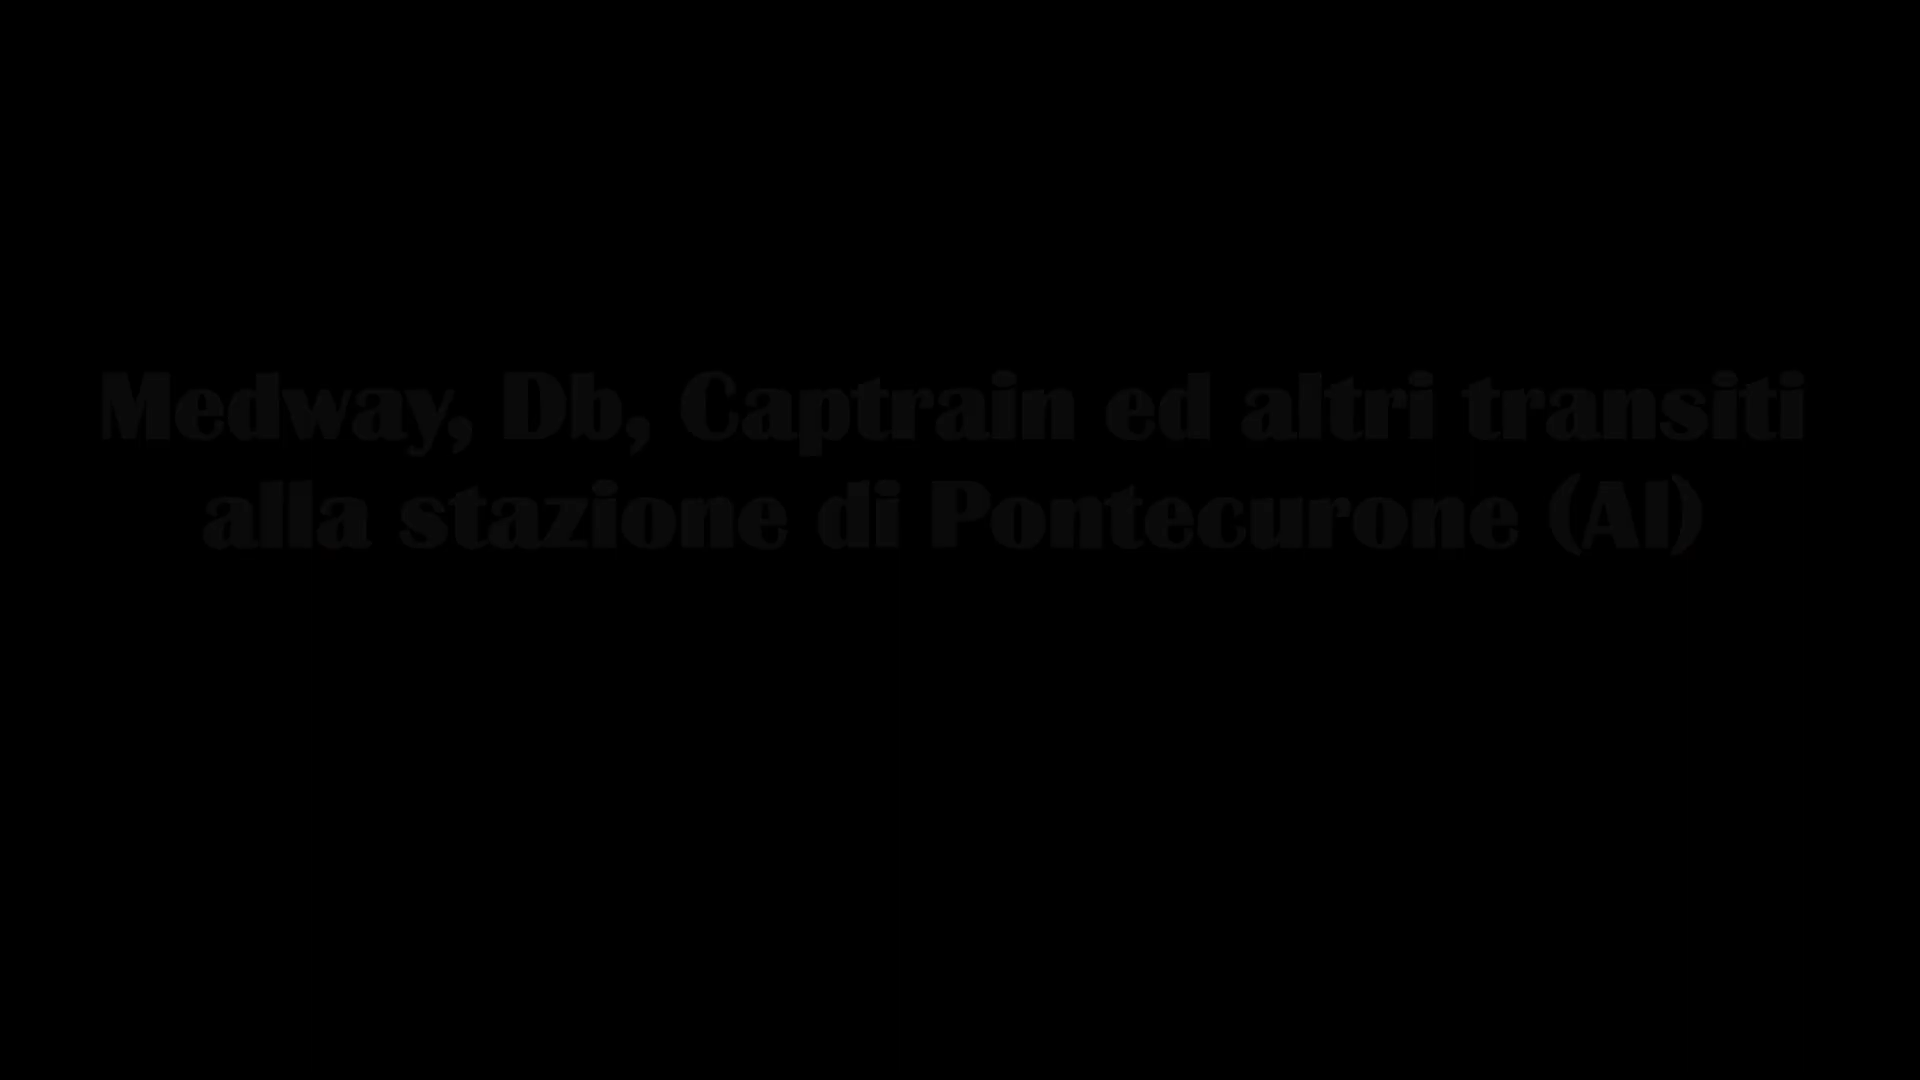 Medway, Db, Captrain ed altri transiti
alla stazione di Pontecurone (Al)